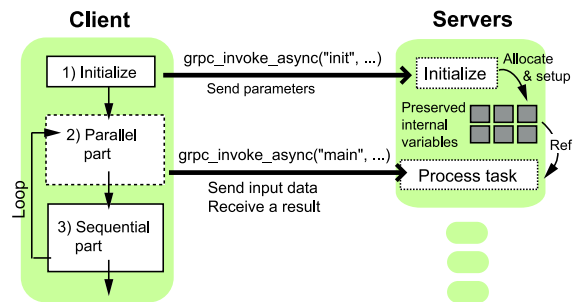 Client
Servers
1) Initialize
grpc_invoke_async("init", ...)
Send parameters
Initialize
Allocate
& setup
Preserved
internal
variables
Ref
2) Parallel
part
grpc_invoke_async("main", ...)
Send input data
Receive a result
Process task
Loop
3) Sequential
part